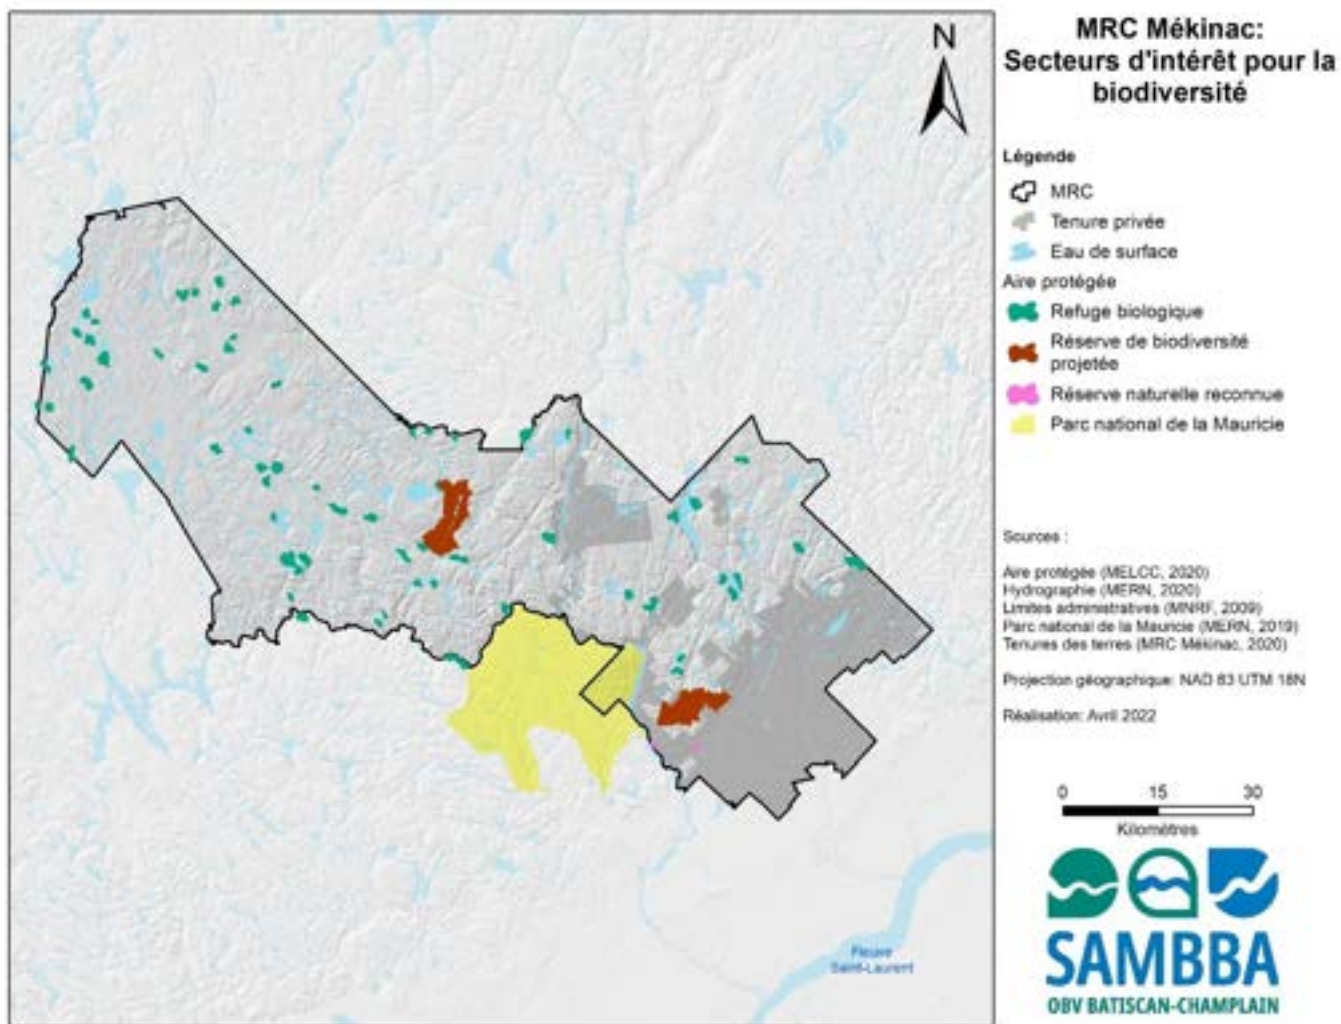 N
MRC Mékinac:
Secteurs d'intérêt pour la
biodiversité
Légende
MRC
Tenure privée
Eau de surface
Aire protégée
Refuge biologique
Réserve de biodiversité
projetée
Réserve naturelle reconnue
Parc national de la Mauricie
Sources :
Aire protégée (MELCC, 2020)
Hydrographie (MERN, 2020)
Limites administratives (MNRF, 2009)
Parc national de la Mauricie (MERN, 2019)
Tenures des terres (MRC Mékinac, 2020)
Projection géographique: NAD 83 UTM 18N
Réalisation: Avril 2022
0 15 30
Kilomètres
Fleuve
Saint-Laurent
SAMBBA
OBV BATISCAN-CHAMPLAIN